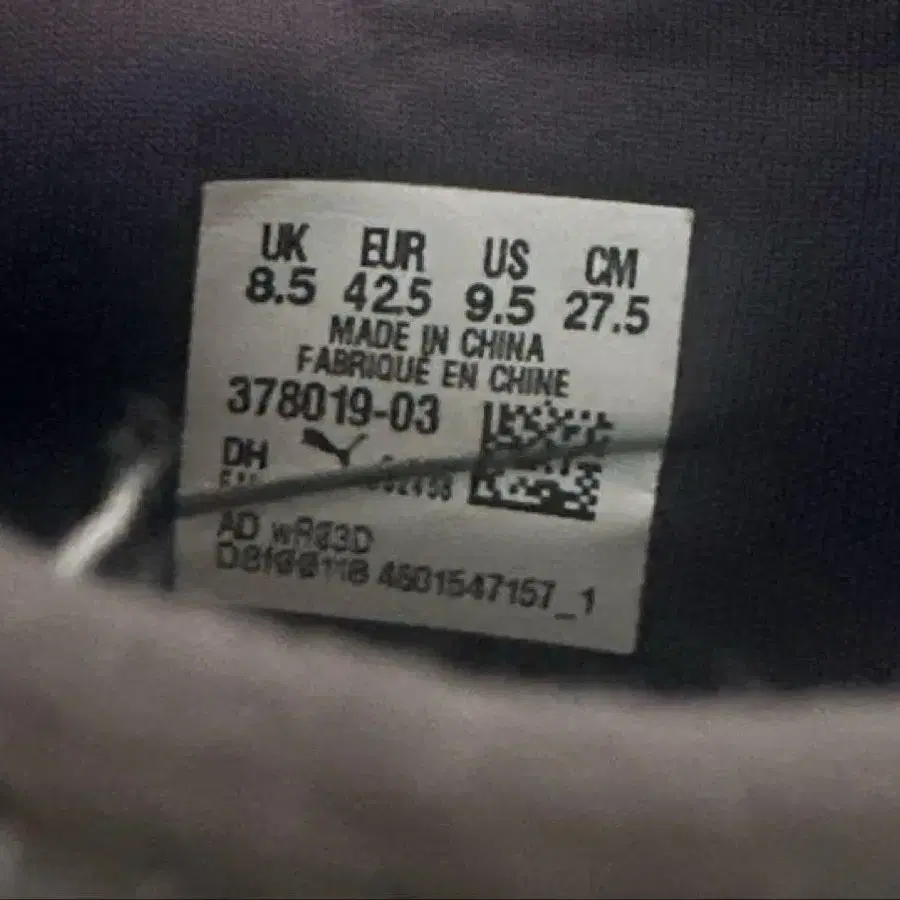 UK EUR US CM
8.5 42.5 9.5 27.5
MADE IN CHINA
FABRIQUE EN CHINE
378019-03
DH
AD wR03D
4601547157_1